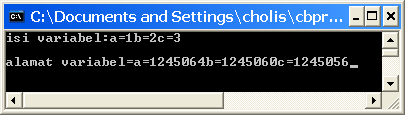 C:\Documents and Settings\cholis\cbpr...
isi variabel:a=1b=2c=3
alamat variabel=a=1245064b=1245060c=1245056_